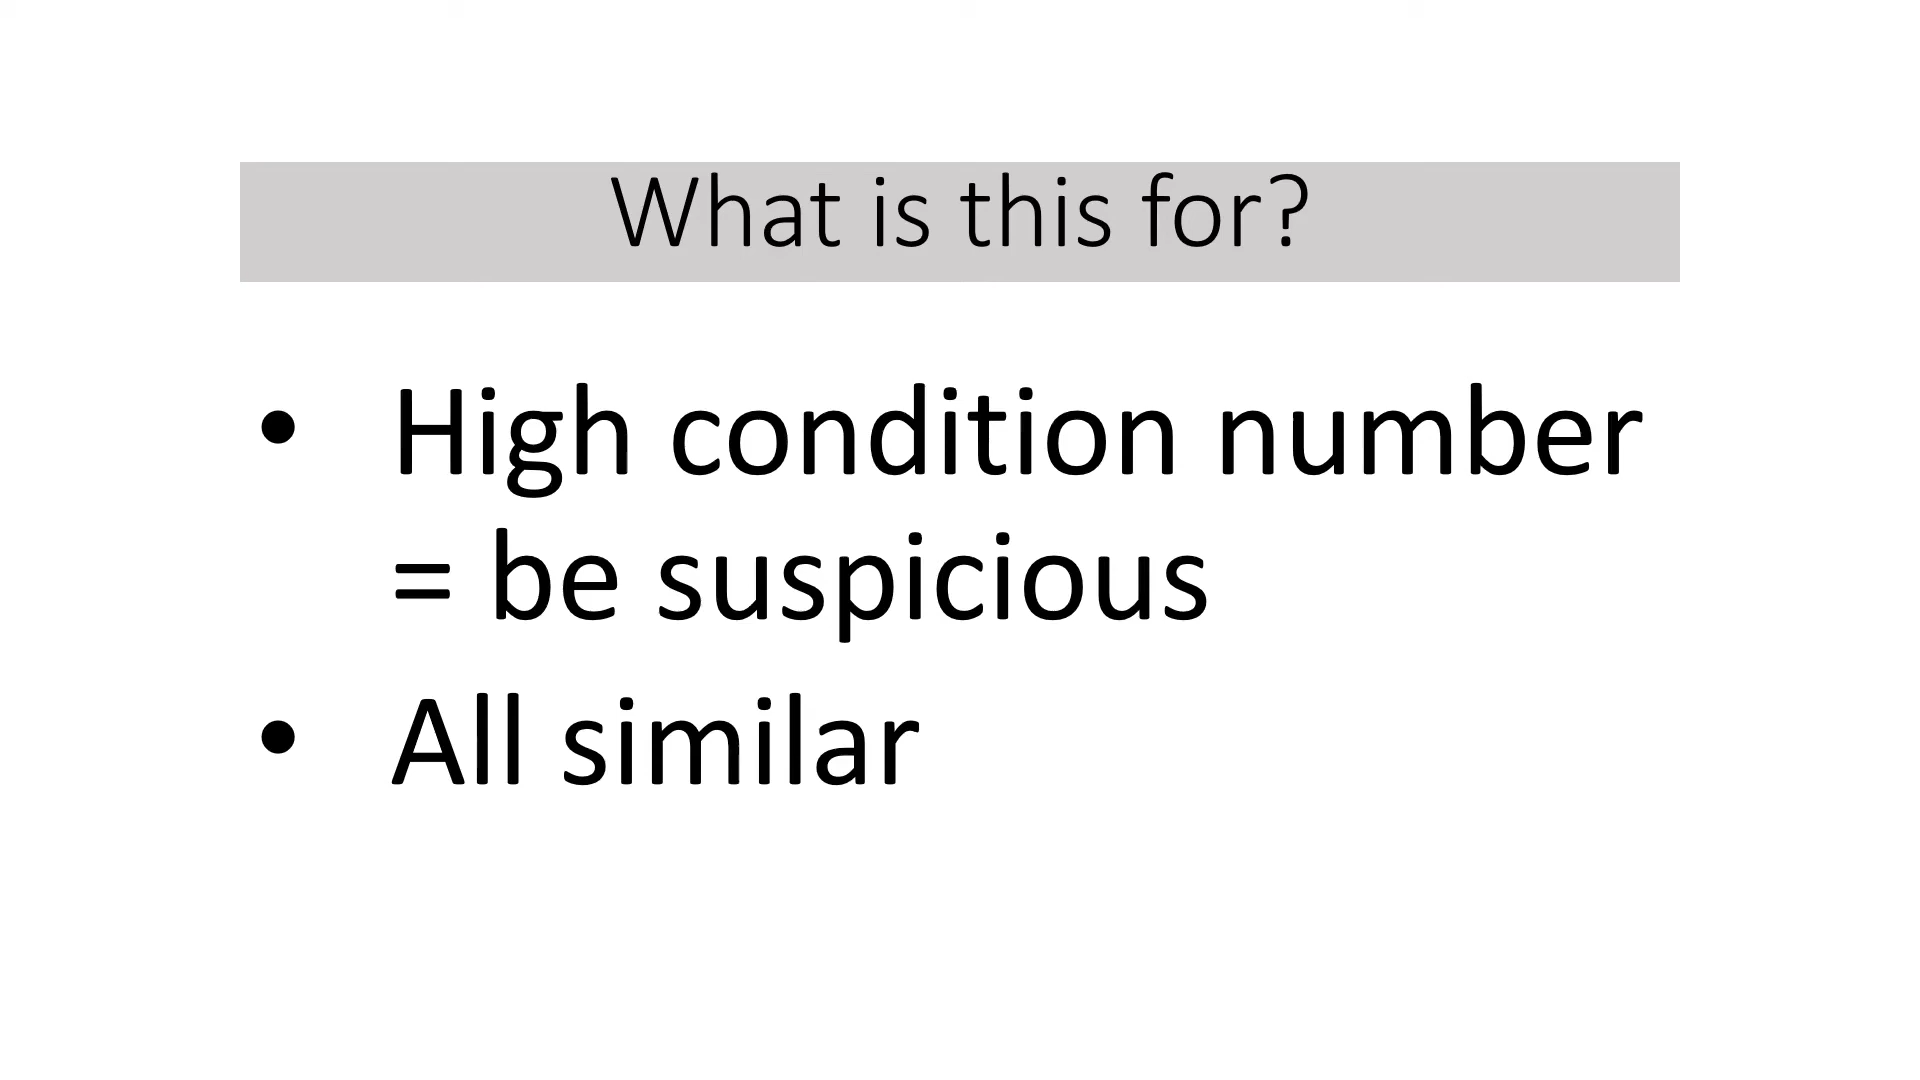 What is this for?
• High condition number
= be suspicious
• All similar